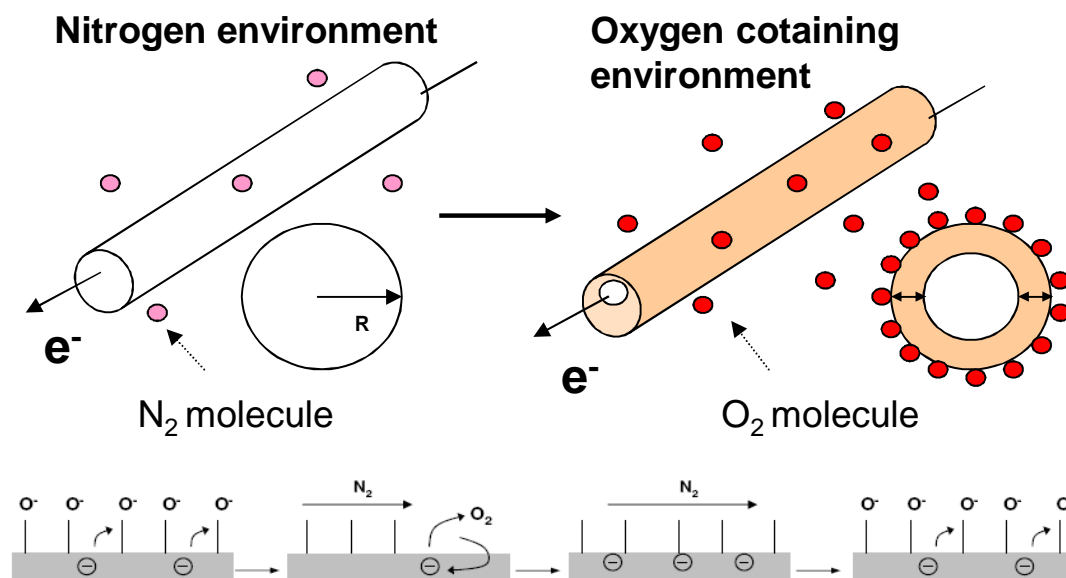 Nitrogen environment
Oxygen cotaining
environment
R
e-
e-
N2 molecule
O2 molecule
O- O- O- O- O-
N2
O2
N2
O- O- O- O- O
⊖ ⊖
⊖
⊖ ⊖ ⊖
⊖ ⊖